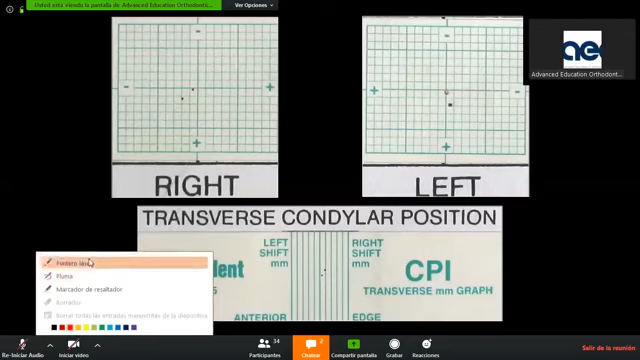 Usted está viendo la pantalla de Advanced Education Orthodontic...
Ver Opciones
ae
Advanced Education Orthodont...
- + - +
+ - - +
RIGHT
LEFT
TRANSVERSE CONDYLAR POSITION
LEFT
SHIFT
mm
RIGHT
SHIFT
mm
CPI
TRANSVERSE mm GRAPH
ANTERIOR
EDGE
Puntero
Pluma
Marcador de resaltador
Borrador
Borrar todas las entradas manuscritas de la diapositiva
Re-Iniciar Audio
Iniciar video
34
Participantes
2
Chatear
Compartir pantalla
Grabar
Reacciones
Salir de la reunión